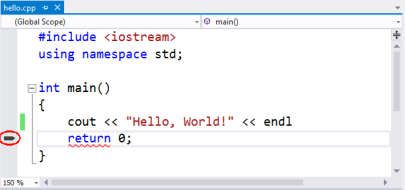 hello.cpp
(Global Scope) main()
#include <iostream>
using namespace std;
int main()
{
cout << "Hello, World!" << endl
return 0;
}
150 %